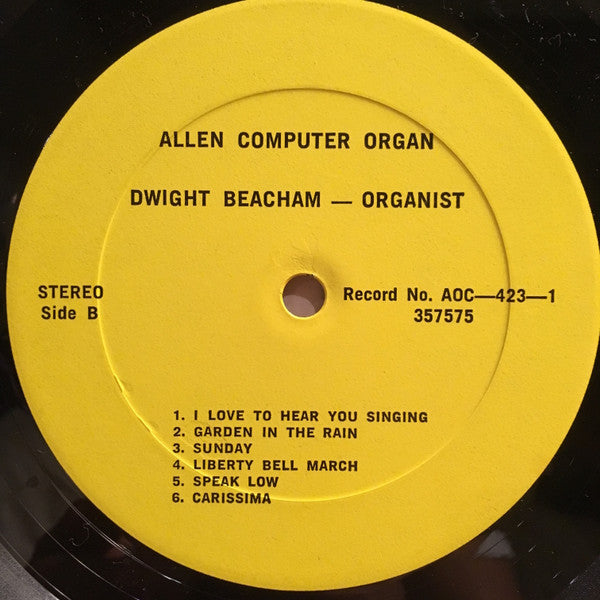 ALLEN COMPUTER ORGAN
DWIGHT BEACHAM — ORGANIST
STEREO
Side B
Record No. AOC—423—1
357575
1. I LOVE TO HEAR YOU SINGING
2. GARDEN IN THE RAIN
3. SUNDAY
4. LIBERTY BELL MARCH
5. SPEAK LOW
6. CARISSIMA